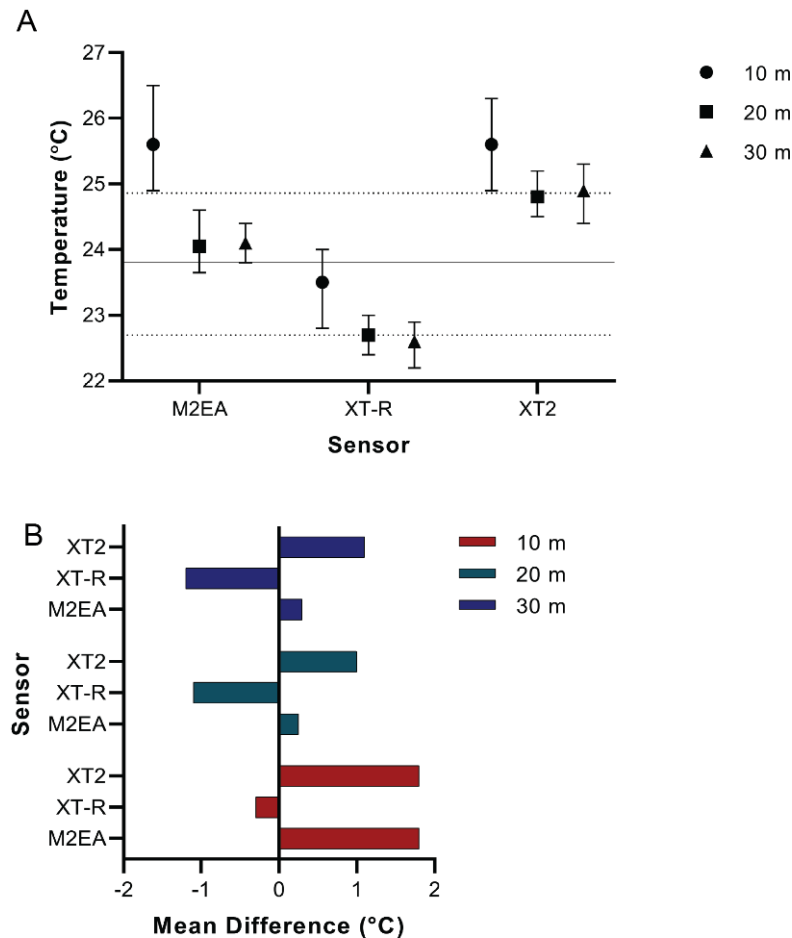 A
27
26
25
24
23
22
Temperature (°C)
M2EA XT-R XT2
Sensor
10 m
20 m
30 m
B
XT2
XT-R
M2EA
XT2
XT-R
M2EA
XT2
XT-R
M2EA
Sensor
-2 -1 0 1 2
Mean Difference (°C)
10 m
20 m
30 m